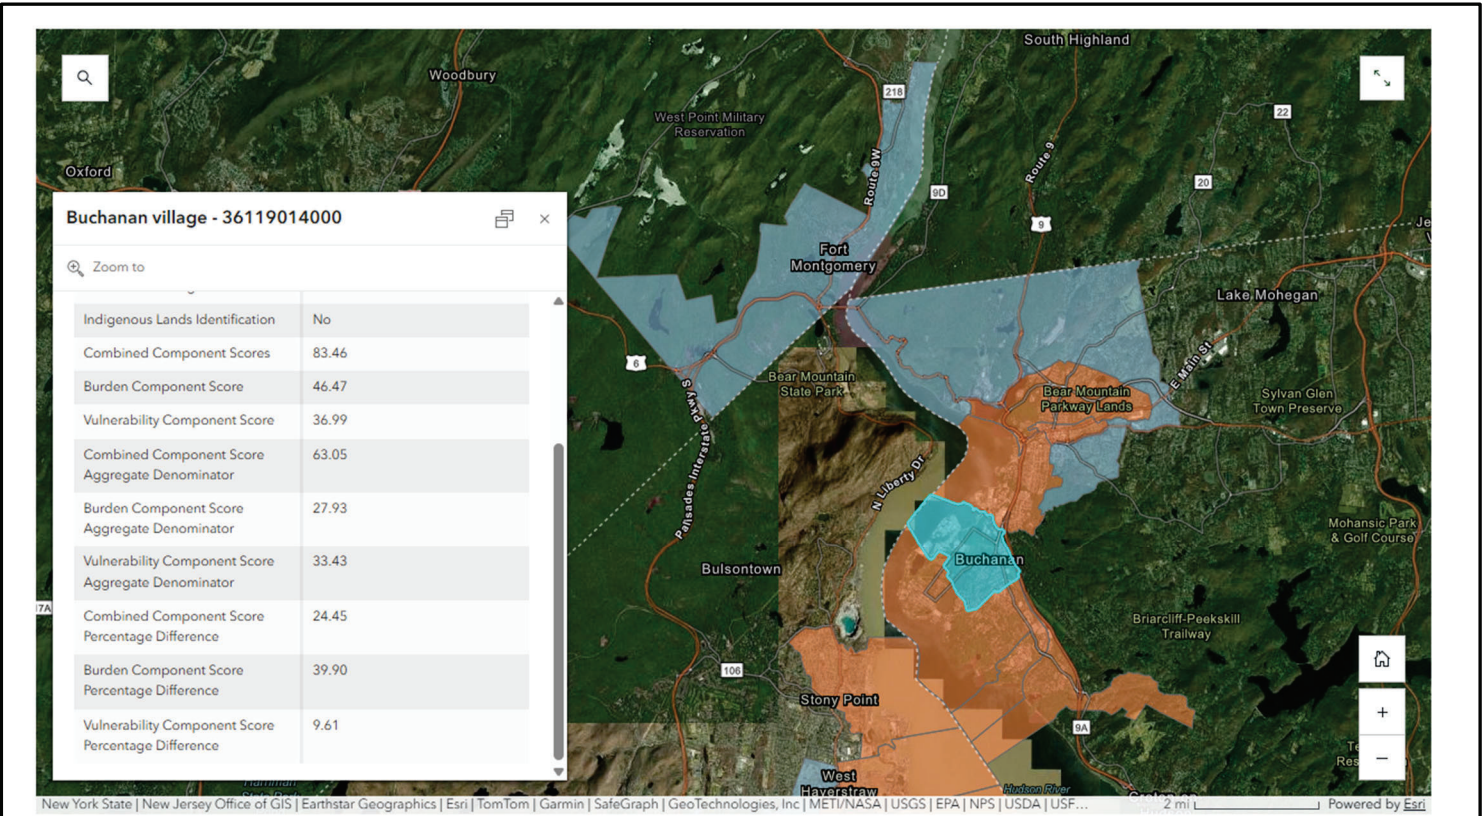 South Highland
Woodbury
218
22
West Point Military
Reservation
Route 9
Oxford
Route 9W
20
9D
Buchanan village - 36119014000
9
Je
Fort
Montgomery
Zoom to
Lake Mohegan
Indigenous Lands Identification No
Combined Component Scores 83.46
Burden Component Score 46.47
Vulnerability Component Score 36.99
Combined Component Score
Aggregate Denominator
63.05
Burden Component Score
Aggregate Denominator
27.93
Vulnerability Component Score
Aggregate Denominator
33.43
Combined Component Score
Percentage Difference
24.45
Burden Component Score
Percentage Difference
39.90
Vulnerability Component Score
Percentage Difference
9.61
6
E Main St
Bear Mountain
State Park
Bear Mountain
Parkway Lands
Sylvan Glen
Town Preserve
Palisades Interstate Pkwy S
N Liberty Dr
Mohansic Park
& Golf Course
Buchanan
Bulsontown
17A
Briarcliff-Peekskill
Trailway
106
Stony Point
9A
+
−
West
Haverstraw
Hudson River
New York State | New Jersey Office of GIS | Earthstar Geographics | Esri | TomTom | Garmin | SafeGraph | GeoTechnologies, Inc | METI/NASA | USGS | EPA | NPS | USDA | USF...
2 mi
Powered by Esri